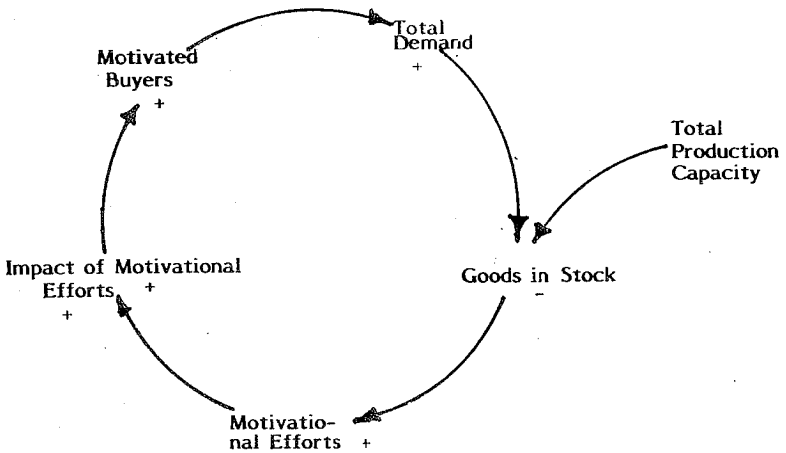 Total
Demand
+
Motivated
Buyers
+
Total
Production
Capacity
Impact of Motivational
Efforts +
+
Goods in Stock
-
Motivatio-
nal Efforts +